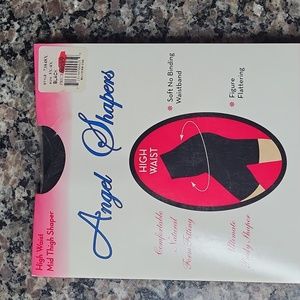 Angel Shapers
• Soft No Binding
Waistband
• Figure
Flattering
HIGH
WAIST
Comfortable
Natural
Form Fitting
Ultimate
Body Shaper
High Waist
Mid Thigh Shaper